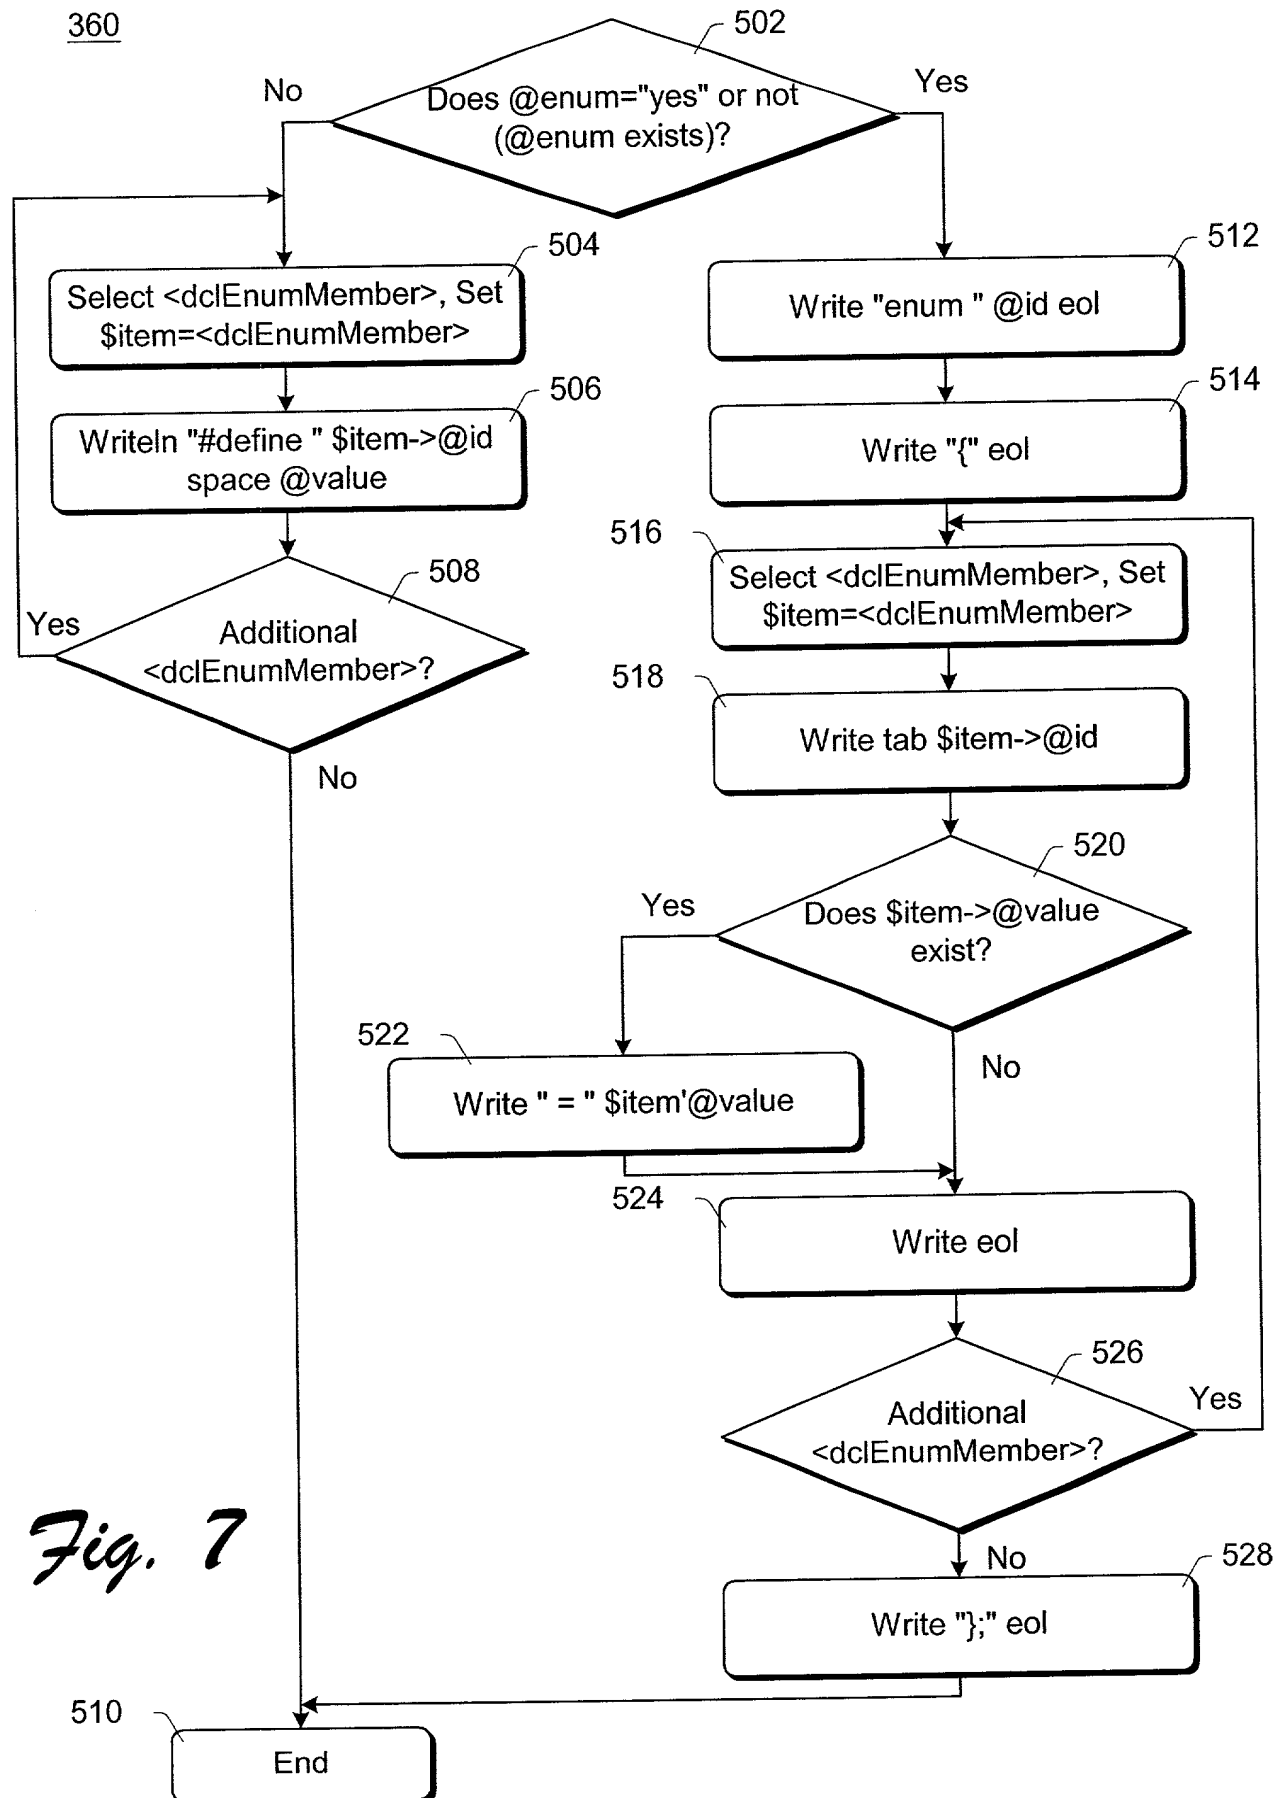 360
502
No
Yes
Does @enum="yes" or not
(@enum exists)?
504
Select <dclEnumMember>, Set
$item=<dclEnumMember>
506
Writeln "#define " $item->@id
space @value
508
Yes
Additional
<dclEnumMember>?
No
512
Write "enum " @id eol
514
Write "{" eol
516
Select <dclEnumMember>, Set
$item=<dclEnumMember>
518
Write tab $item->@id
520
Yes
Does $item->@value
exist?
522
No
Write " = " $item'@value
524
Write eol
526
Yes
Additional
<dclEnumMember>?
No
528
Write "};" eol
510
End
Fig. 7